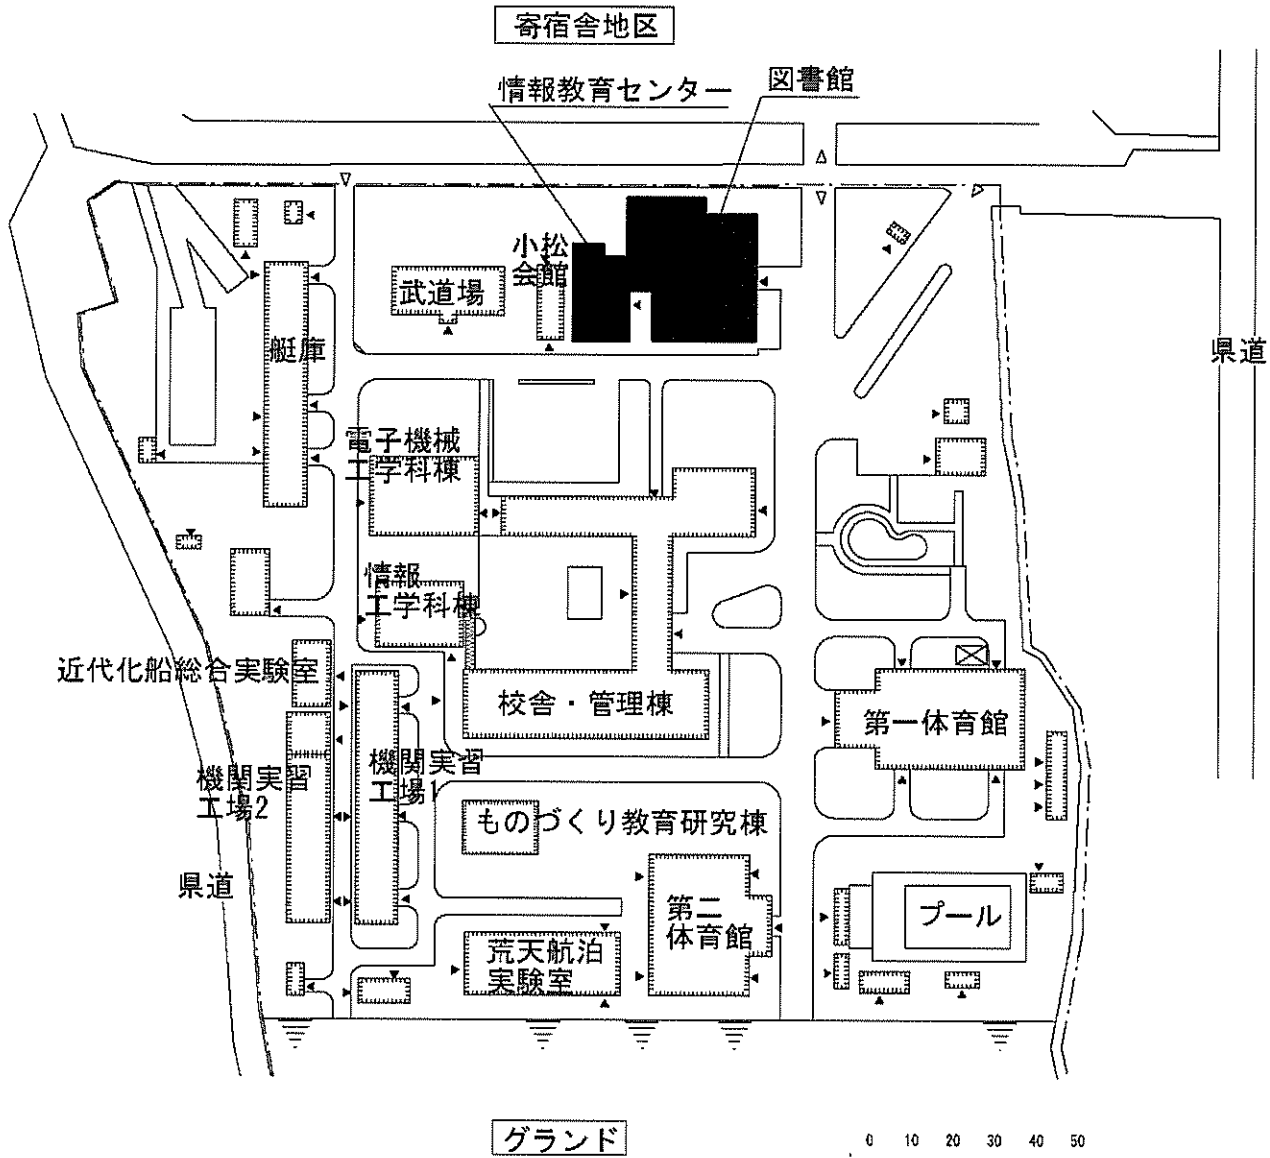 寄宿舎地区
情報教育センター
図書館
小松
会館
武道場
艇庫
県道
電子機械
工学科棟
情報
工学科棟
近代化船総合実験室
校舎・管理棟
第一体育館
機関実習
工場1
機関実習
工場2
ものづくり教育研究棟
県道
第二
体育館
プール
荒天航泊
実験室
グランド
0 10 20 30 40 50